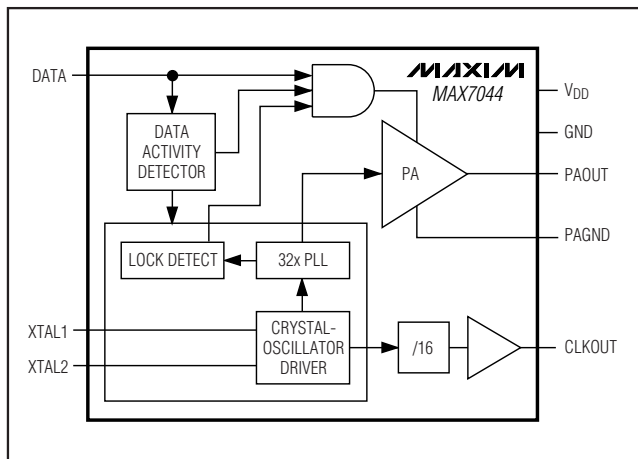 DATA
MAXIM
MAX7044
VDD
GND
DATA
ACTIVITY
DETECTOR
PA
PAOUT
PAGND
LOCK DETECT
32x PLL
XTAL1
XTAL2
CRYSTAL-
OSCILLATOR
DRIVER
/16
CLKOUT